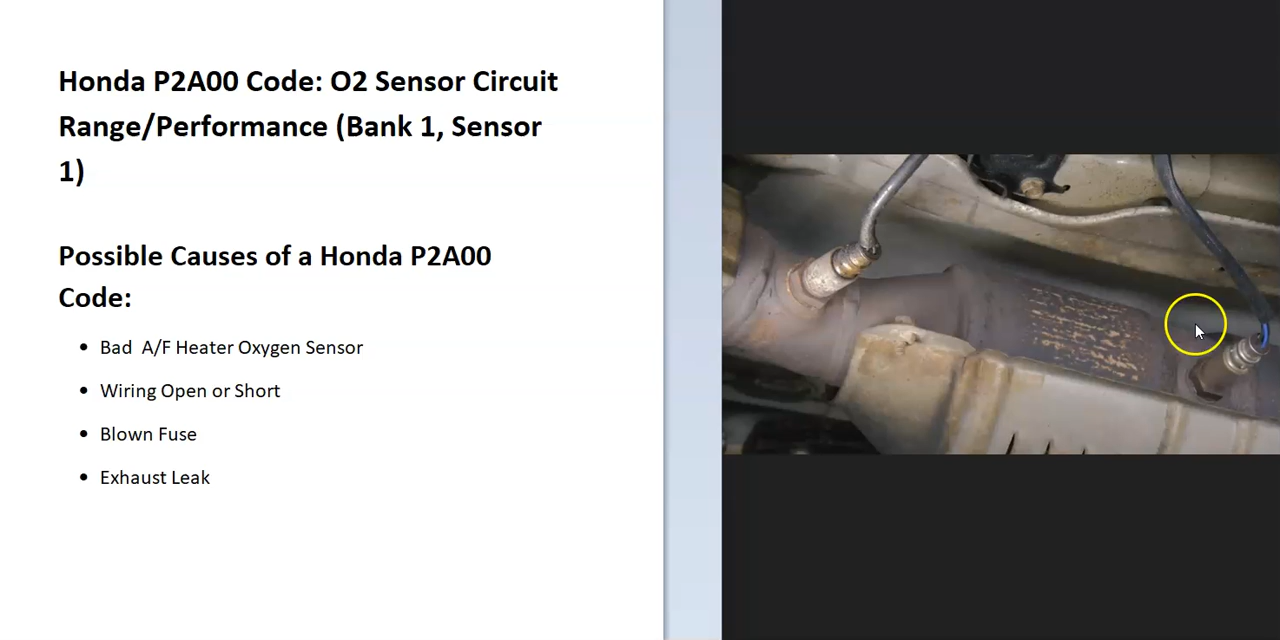 Honda P2A00 Code: O2 Sensor Circuit
Range/Performance (Bank 1, Sensor
1)
Possible Causes of a Honda P2A00
Code:
• Bad  A/F Heater Oxygen Sensor
• Wiring Open or Short
• Blown Fuse
• Exhaust Leak